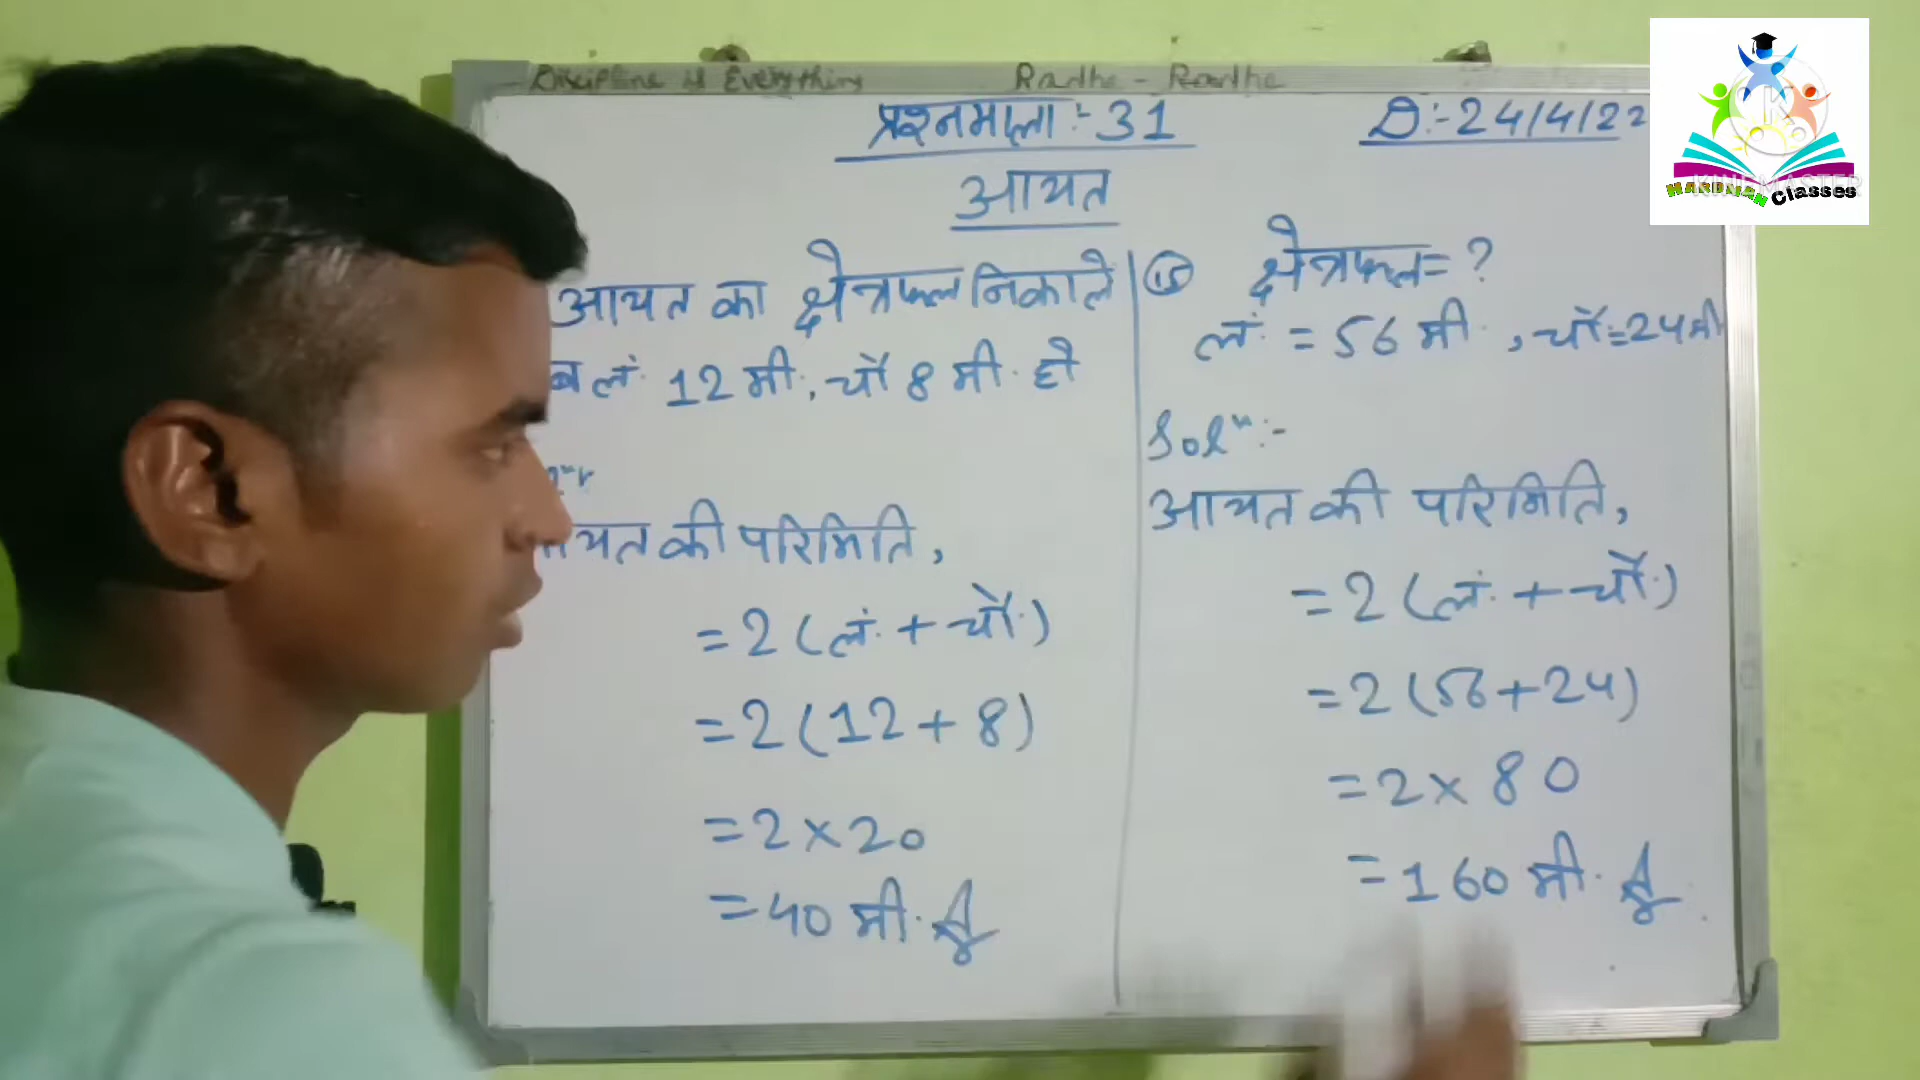 Discipline is Everything Radhe - Radhe
प्रश्नमाला :- 31
D:- 24/4/22
आयत
आयत का क्षेत्रफल निकाले
लं. 12 मी., चौ 8 मी. हो
यत की परिमिति,
= 2 (लं. + चौ.)
= 2 (12 + 8)
= 2 × 20
= 40 मी.
15 क्षेत्रफल = ?
लं. = 56 मी., चौ = 24 मी
Solⁿ :-
आयत की परिमिति,
= 2 (लं. + चौ.)
= 2 (56 + 24)
= 2 × 80
= 160 मी.
K
KINEMASTER
Classes